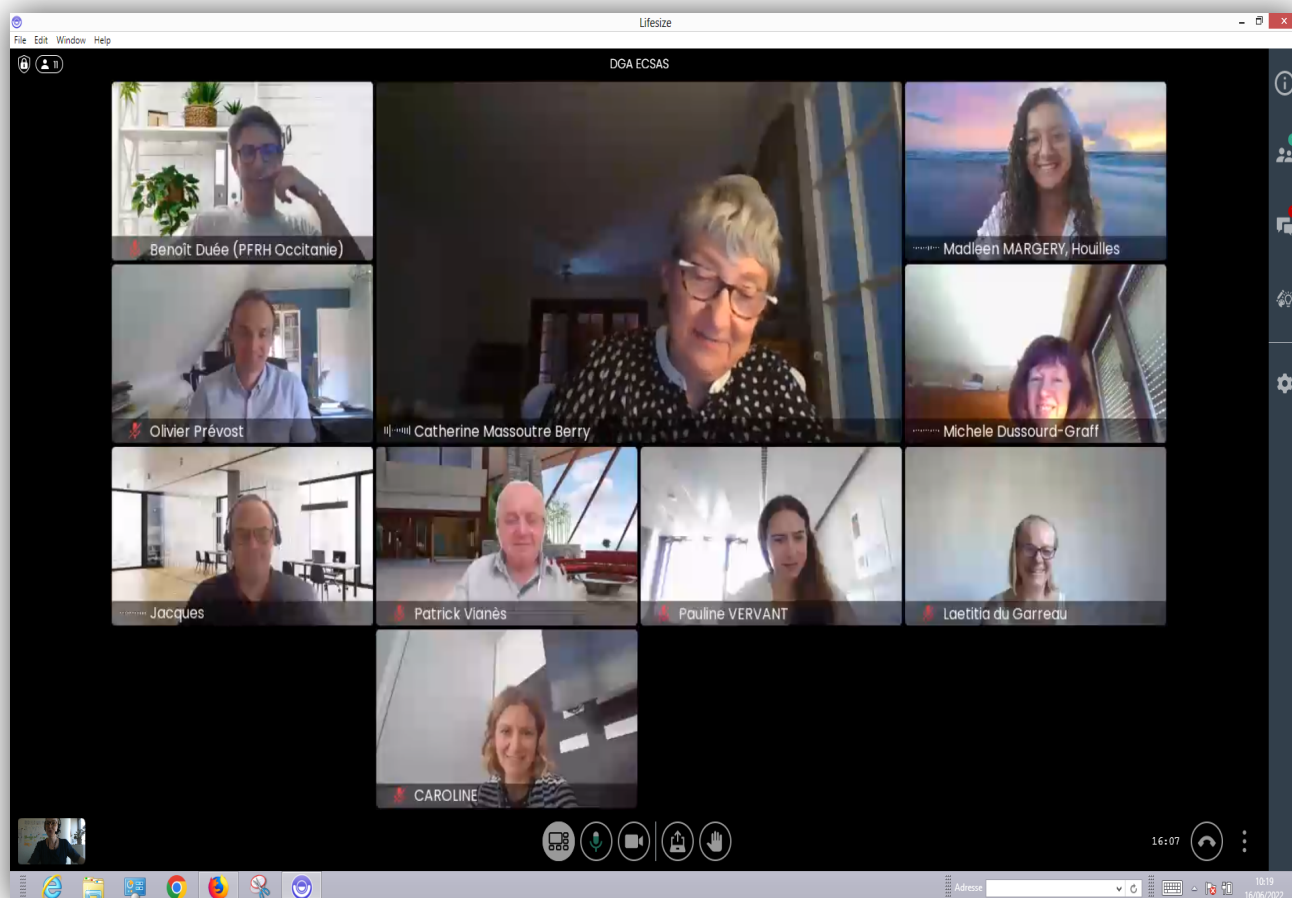 Lifesize
File Edit Window Help
11
DGA ECSAS
Benoît Duée (PFRH Occitanie)
Madleen MARGERY, Houilles
Olivier Prévost
Catherine Massoutre Berry
Michele Dussourd-Graff
Jacques
Patrick Vianès
Pauline VERVANT
Laetitia du Garreau
CAROLINE
16:07
Adresse
10:19
16/06/2022